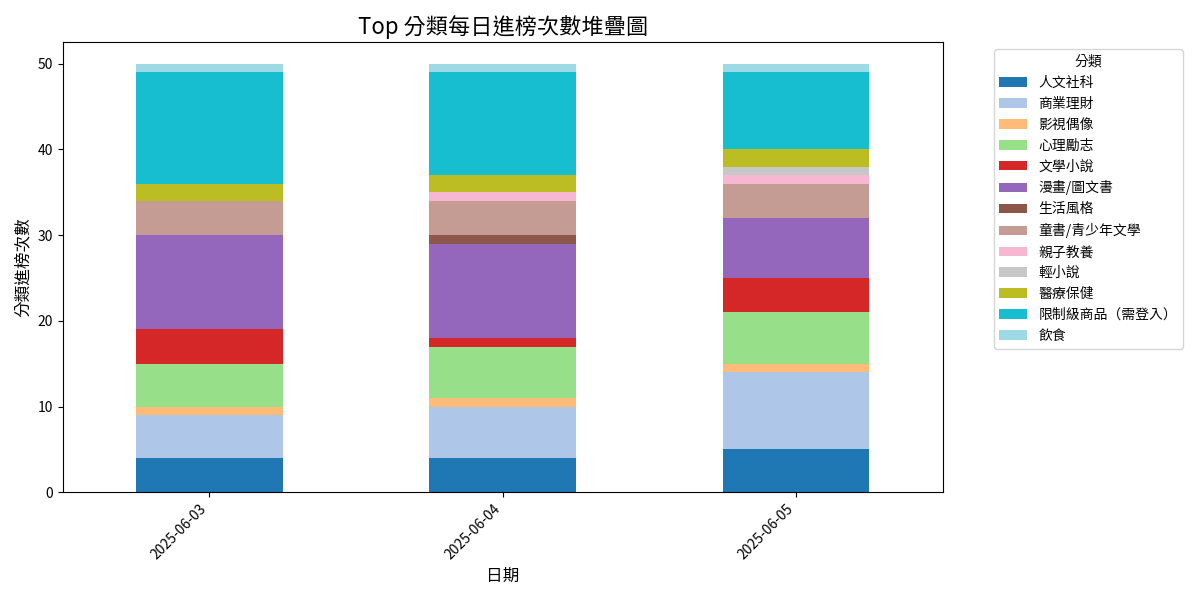 Top 分類每日進榜次數堆疊圖
分類進榜次數
50
40
30
20
10
0
2025-06-03
2025-06-04
2025-06-05
日期
分類
人文社科
商業理財
影視偶像
心理勵志
文學小說
漫畫/圖文書
生活風格
童書/青少年文學
親子教養
輕小說
醫療保健
限制級商品（需登入）
飲食